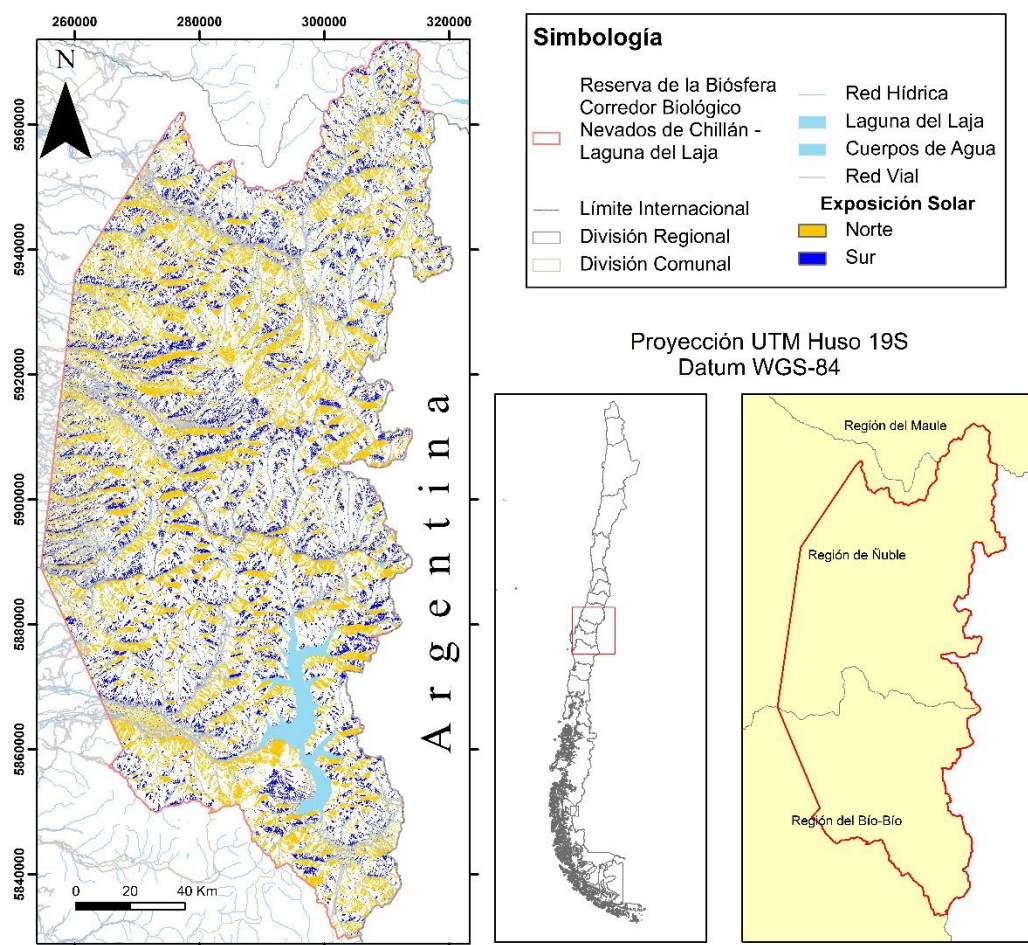 260000 280000 300000 320000
N
5960000
5940000
5920000
5900000
5880000
5860000
5840000
Argentina
0 20 40 Km
Simbología
Reserva de la Biósfera
Corredor Biológico
Nevados de Chillán -
Laguna del Laja
Límite Internacional
División Regional
División Comunal
Red Hídrica
Laguna del Laja
Cuerpos de Agua
Red Vial
Exposición Solar
Norte
Sur
Proyección UTM Huso 19S
Datum WGS-84
Región del Maule
Región de Ñuble
Región del Bío-Bío